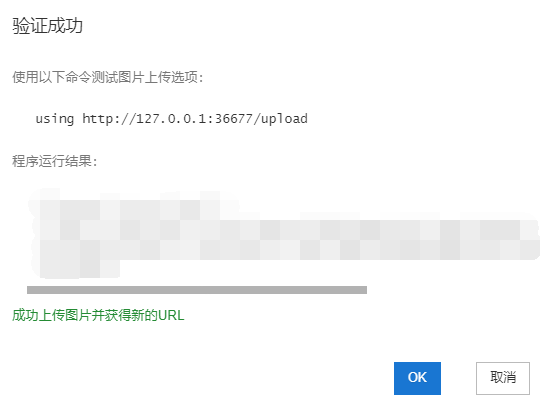 验证成功
使用以下命令测试图片上传选项：
using http://127.0.0.1:36677/upload
程序运行结果：
成功上传图片并获得新的URL
OK
取消